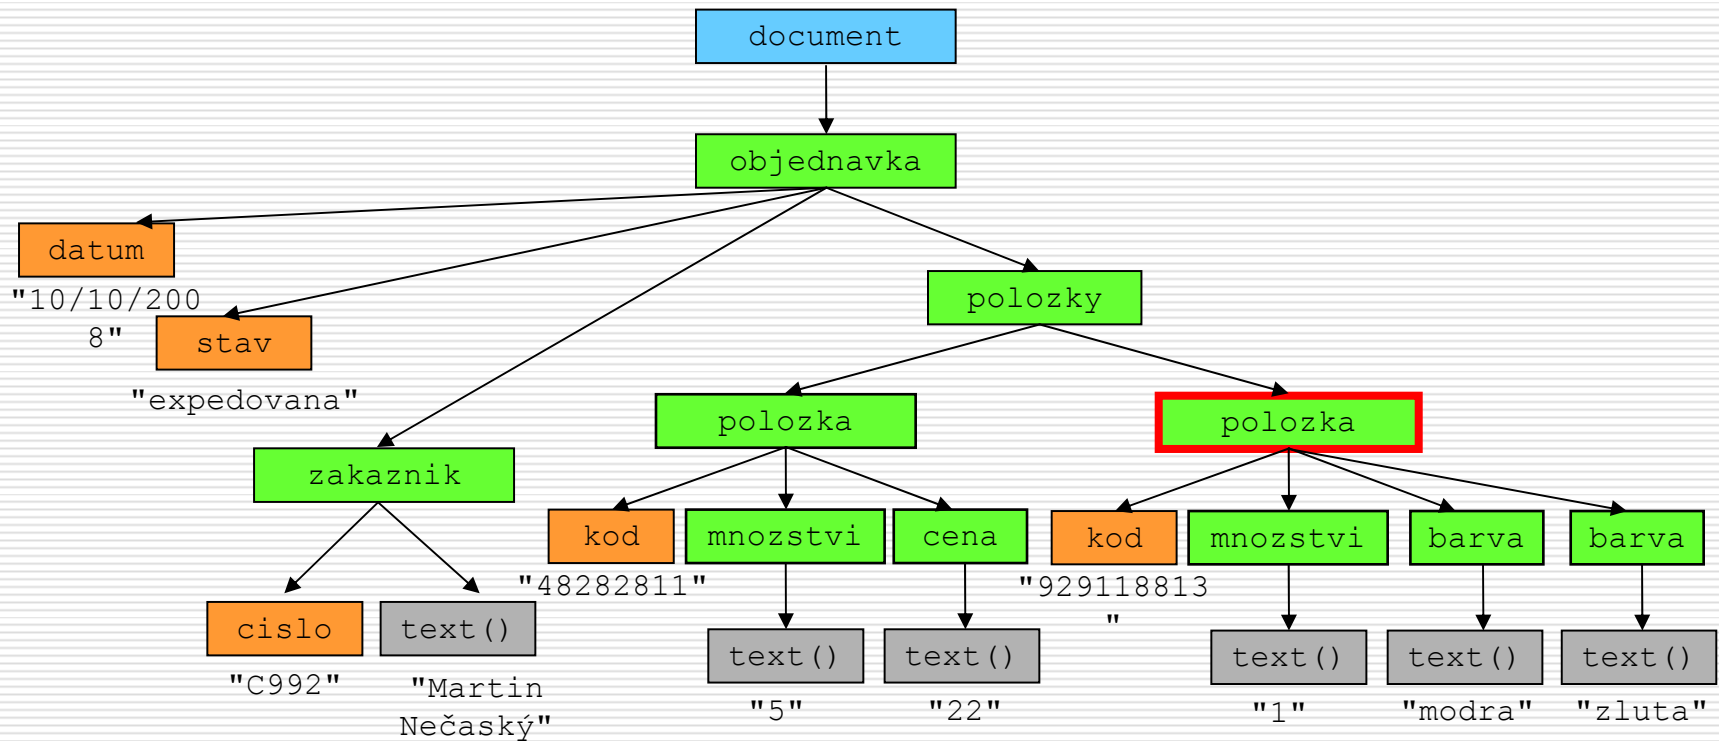 document
objednavka
datum
"10/10/200
8"
stav
"expedovana"
polozky
polozka
polozka
zakaznik
kod
"48282811"
mnozstvi
cena
kod
"929118813
"
mnozstvi
barva
barva
cislo
"C992"
text()
"Martin
Nečaský"
text()
"5"
text()
"22"
text()
"1"
text()
"modra"
text()
"zluta"